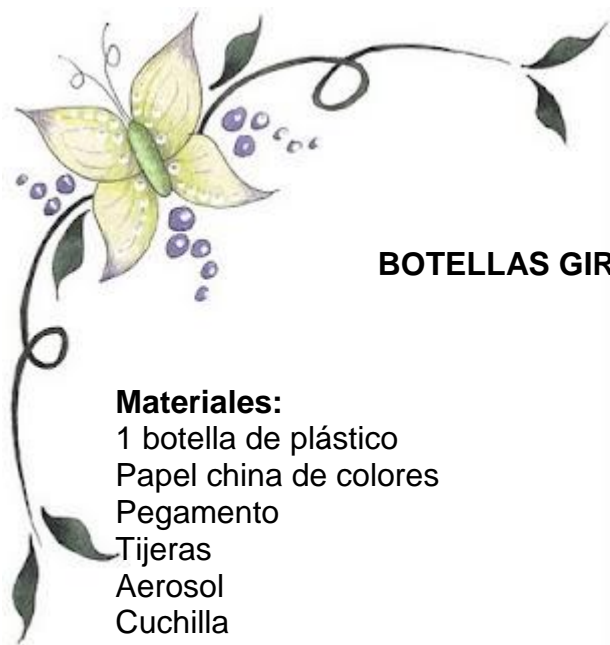 BOTELLAS GIR
Materiales:
1 botella de plástico
Papel china de colores
Pegamento
Tijeras
Aerosol
Cuchilla